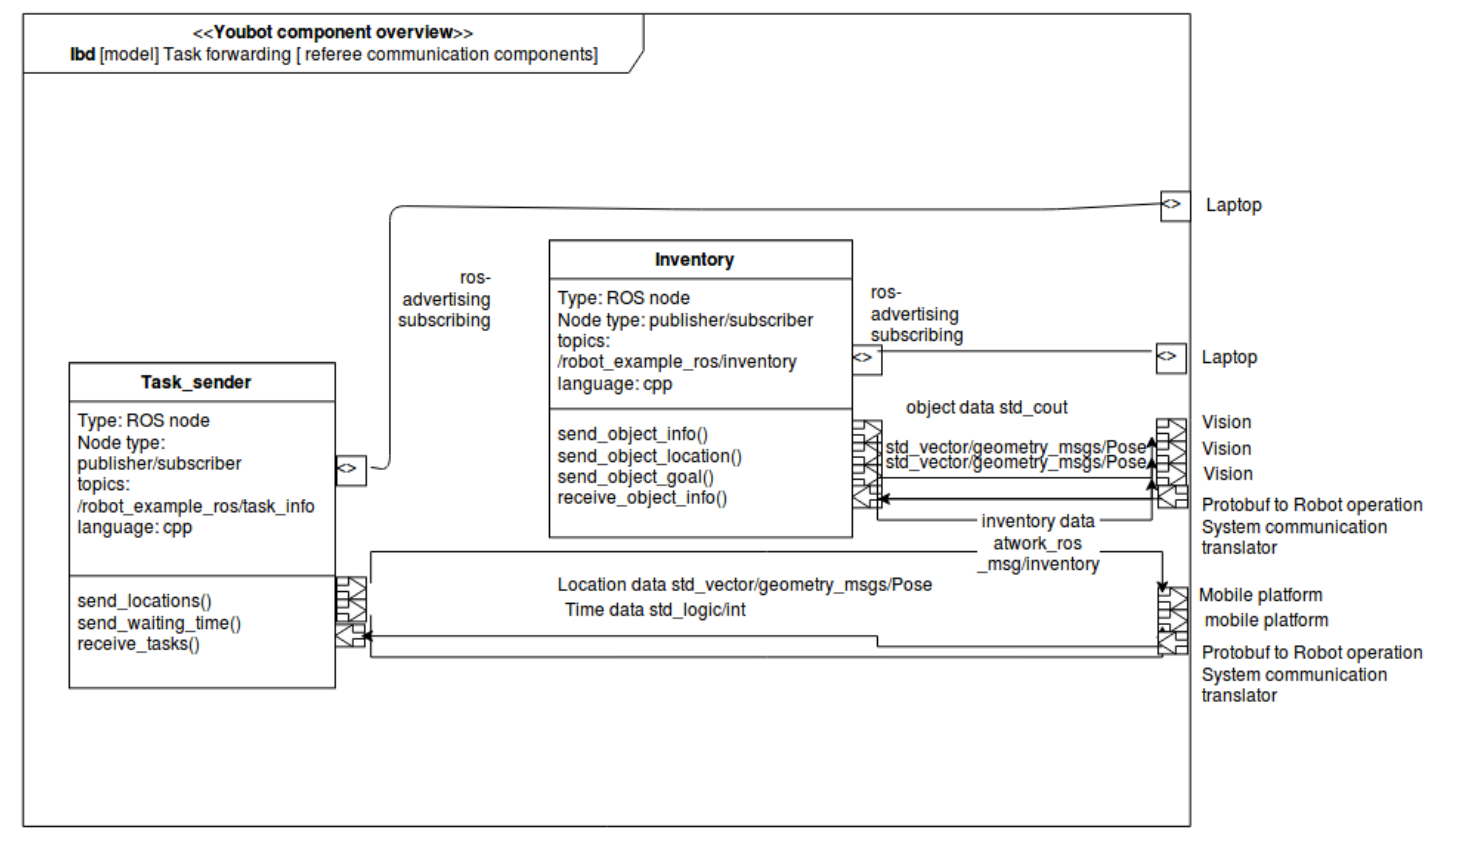 <<Youbot component overview>>
Ibd [model] Task forwarding [ referee communication components]
<> Laptop
ros-
advertising
subscribing
Inventory
Type: ROS node
Node type: publisher/subscriber
topics:
/robot_example_ros/inventory
language: cpp
<>
send_object_info()
send_object_location()
send_object_goal()
receive_object_info()
ros-
advertising
subscribing
<> Laptop
object data std_cout
std_vector/geometry_msgs/Pose
std_vector/geometry_msgs/Pose
Vision
Vision
Vision
Protobuf to Robot operation
System communication
translator
inventory data
atwork_ros
_msg/inventory
Task_sender
Type: ROS node
Node type:
publisher/subscriber
topics:
/robot_example_ros/task_info
language: cpp
<>
send_locations()
send_waiting_time()
receive_tasks()
Location data std_vector/geometry_msgs/Pose
Time data std_logic/int
Mobile platform
mobile platform
Protobuf to Robot operation
System communication
translator